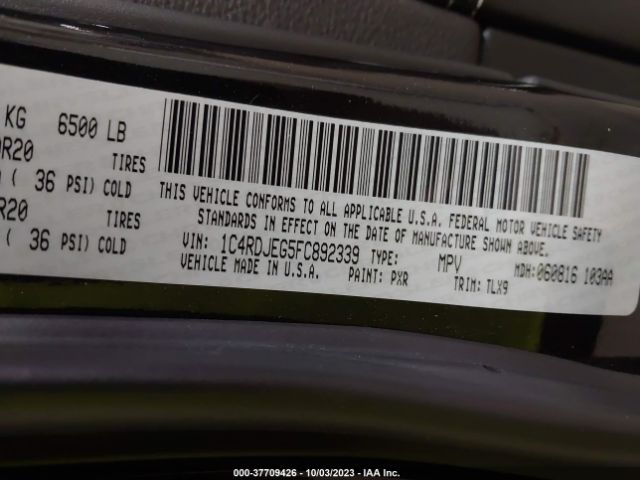 KG 6500 LB
R20 TIRES
( 36 PSI) COLD
R20 TIRES
( 36 PSI) COLD
THIS VEHICLE CONFORMS TO ALL APPLICABLE U.S.A. FEDERAL MOTOR VEHICLE SAFETY
STANDARDS IN EFFECT ON THE DATE OF MANUFACTURE SHOWN ABOVE.
VIN: 1C4RDJEG5FC892339 TYPE: MPV MDH:060816 103AA
VEHICLE MADE IN U.S.A. PAINT: PXR TRIM: TLX9
000-37709426 - 10/03/2023 - IAA Inc.